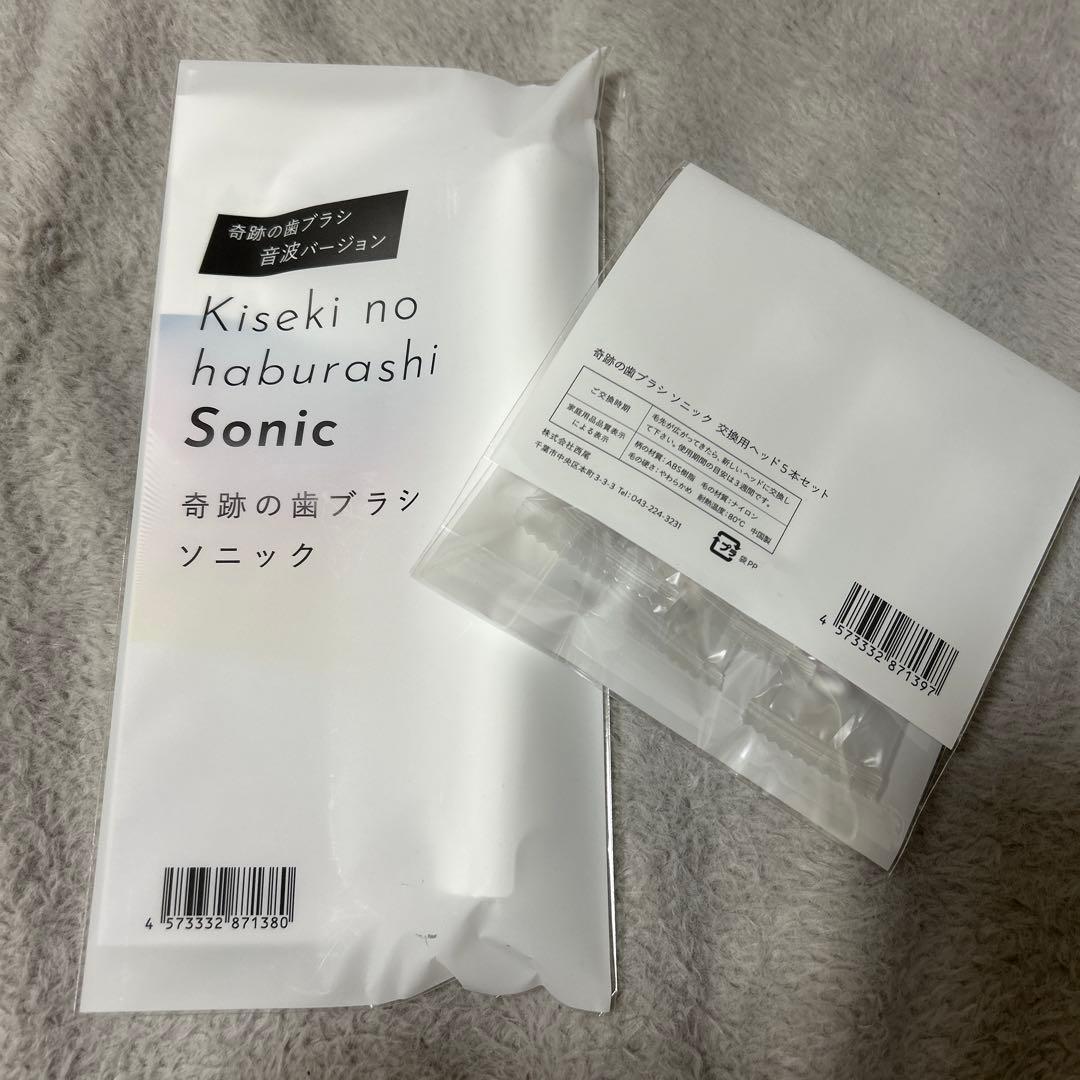 奇跡の歯ブラシ
音波バージョン
Kiseki no
haburashi
Sonic
奇跡の歯ブラシ
ソニック
4 573332 871380
奇跡の歯ブラシ ソニック 交換用ヘッド5本セット
ご交換時期
毛先が広がってきたら、新しいヘッドに交換し
て下さい。使用期間の目安は3週間です。
家庭用品品質表示
による表示
柄の材質:ABS樹脂 毛の材質:ナイロン
毛の硬さ:やわらかめ 耐熱温度:80℃ 中国製
株式会社西尾
千葉市中央区本町3-3-3 Tel:043-224-3231
プラ 袋PP
4 573332 871397